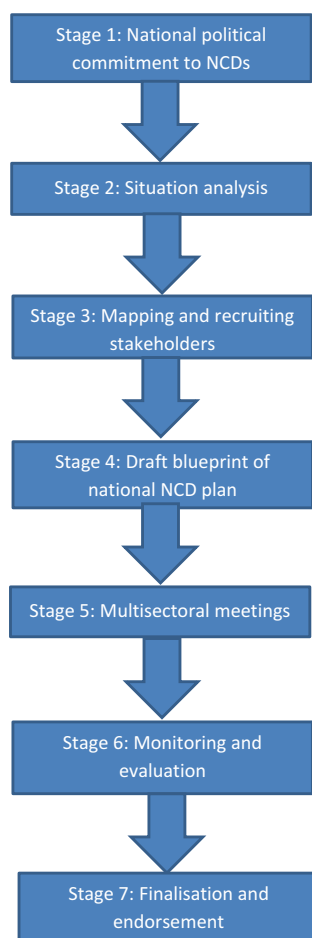 Stage 1: National political
commitment to NCDs
Stage 2: Situation analysis
Stage 3: Mapping and recruiting
stakeholders
Stage 4: Draft blueprint of
national NCD plan
Stage 5: Multisectoral meetings
Stage 6: Monitoring and
evaluation
Stage 7: Finalisation and
endorsement